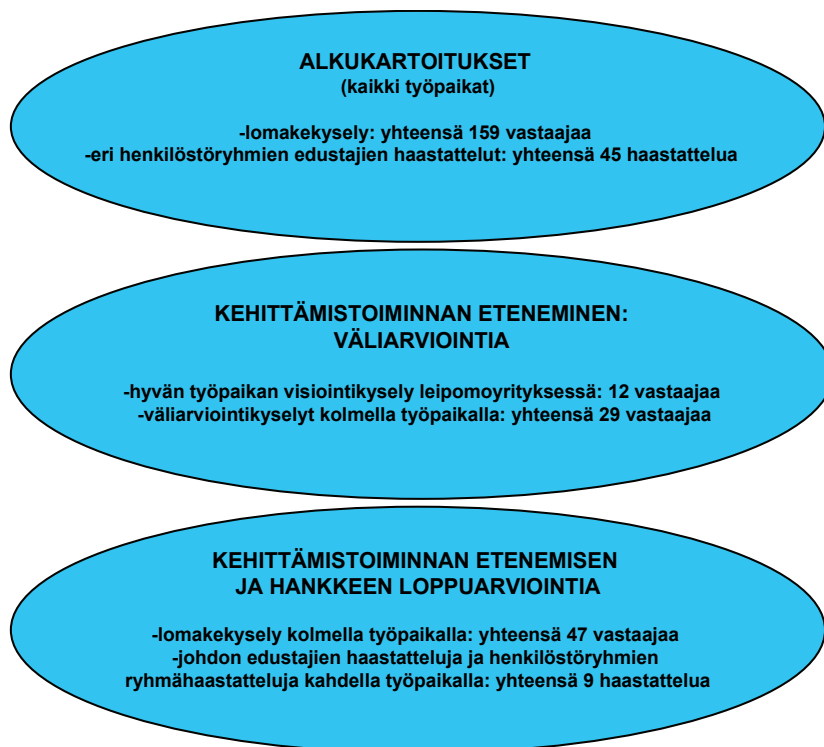 ALKUKARTOITUKSET
(kaikki työpaikat)
-lomakekysely: yhteensä 159 vastaajaa
-eri henkilöstöryhmien edustajien haastattelut: yhteensä 45 haastattelua
KEHITTÄMISTOIMINNAN ETENEMINEN:
VÄLIARVIOINTIA
-hyvän työpaikan visiointikysely leipomoyrityksessä: 12 vastaajaa
-väliarviointikyselyt kolmella työpaikalla: yhteensä 29 vastaajaa
KEHITTÄMISTOIMINNAN ETENEMISEN
JA HANKKEEN LOPPUARVIOINTIA
-lomakekysely kolmella työpaikalla: yhteensä 47 vastaajaa
-johdon edustajien haastatteluja ja henkilöstöryhmien
ryhmähaastatteluja kahdella työpaikalla: yhteensä 9 haastattelua